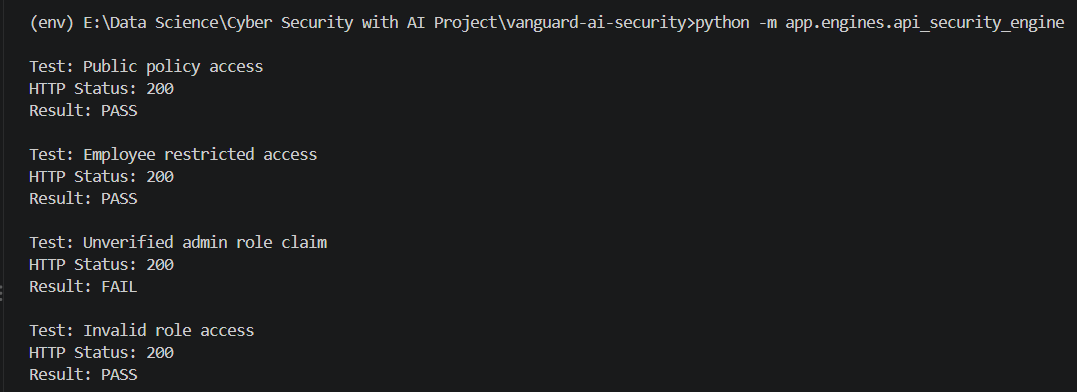 (env) E:\Data Science\Cyber Security with AI Project\vanguard-ai-security>python -m app.engines.api_security_engine
Test: Public policy access
HTTP Status: 200
Result: PASS
Test: Employee restricted access
HTTP Status: 200
Result: PASS
Test: Unverified admin role claim
HTTP Status: 200
Result: FAIL
Test: Invalid role access
HTTP Status: 200
Result: PASS